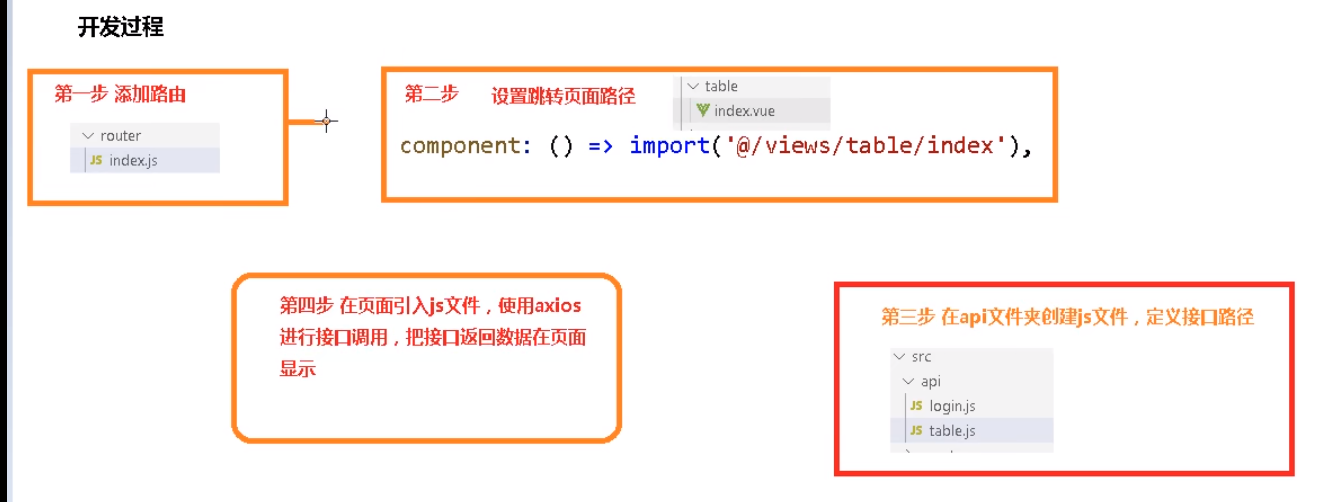 开发过程
第一步 添加路由
router
JS index.js
第二步 设置跳转页面路径
table
index.vue
component: () => import('@/views/table/index'),
第三步 在api文件夹创建js文件，定义接口路径
src
api
JS login.js
JS table.js
第四步 在页面引入js文件，使用axios
进行接口调用，把接口返回数据在页面
显示